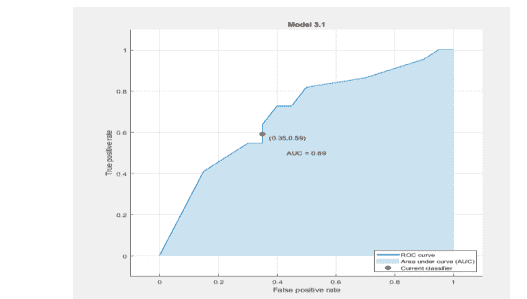 Model 3.1
1
0.8
0.6
0.4
0.2
0
True positive rate
(0.35,0.59)
AUC = 0.69
ROC curve
Area under curve (AUC)
Current classifier
0
0.2
0.4
0.6
0.8
1
False positive rate